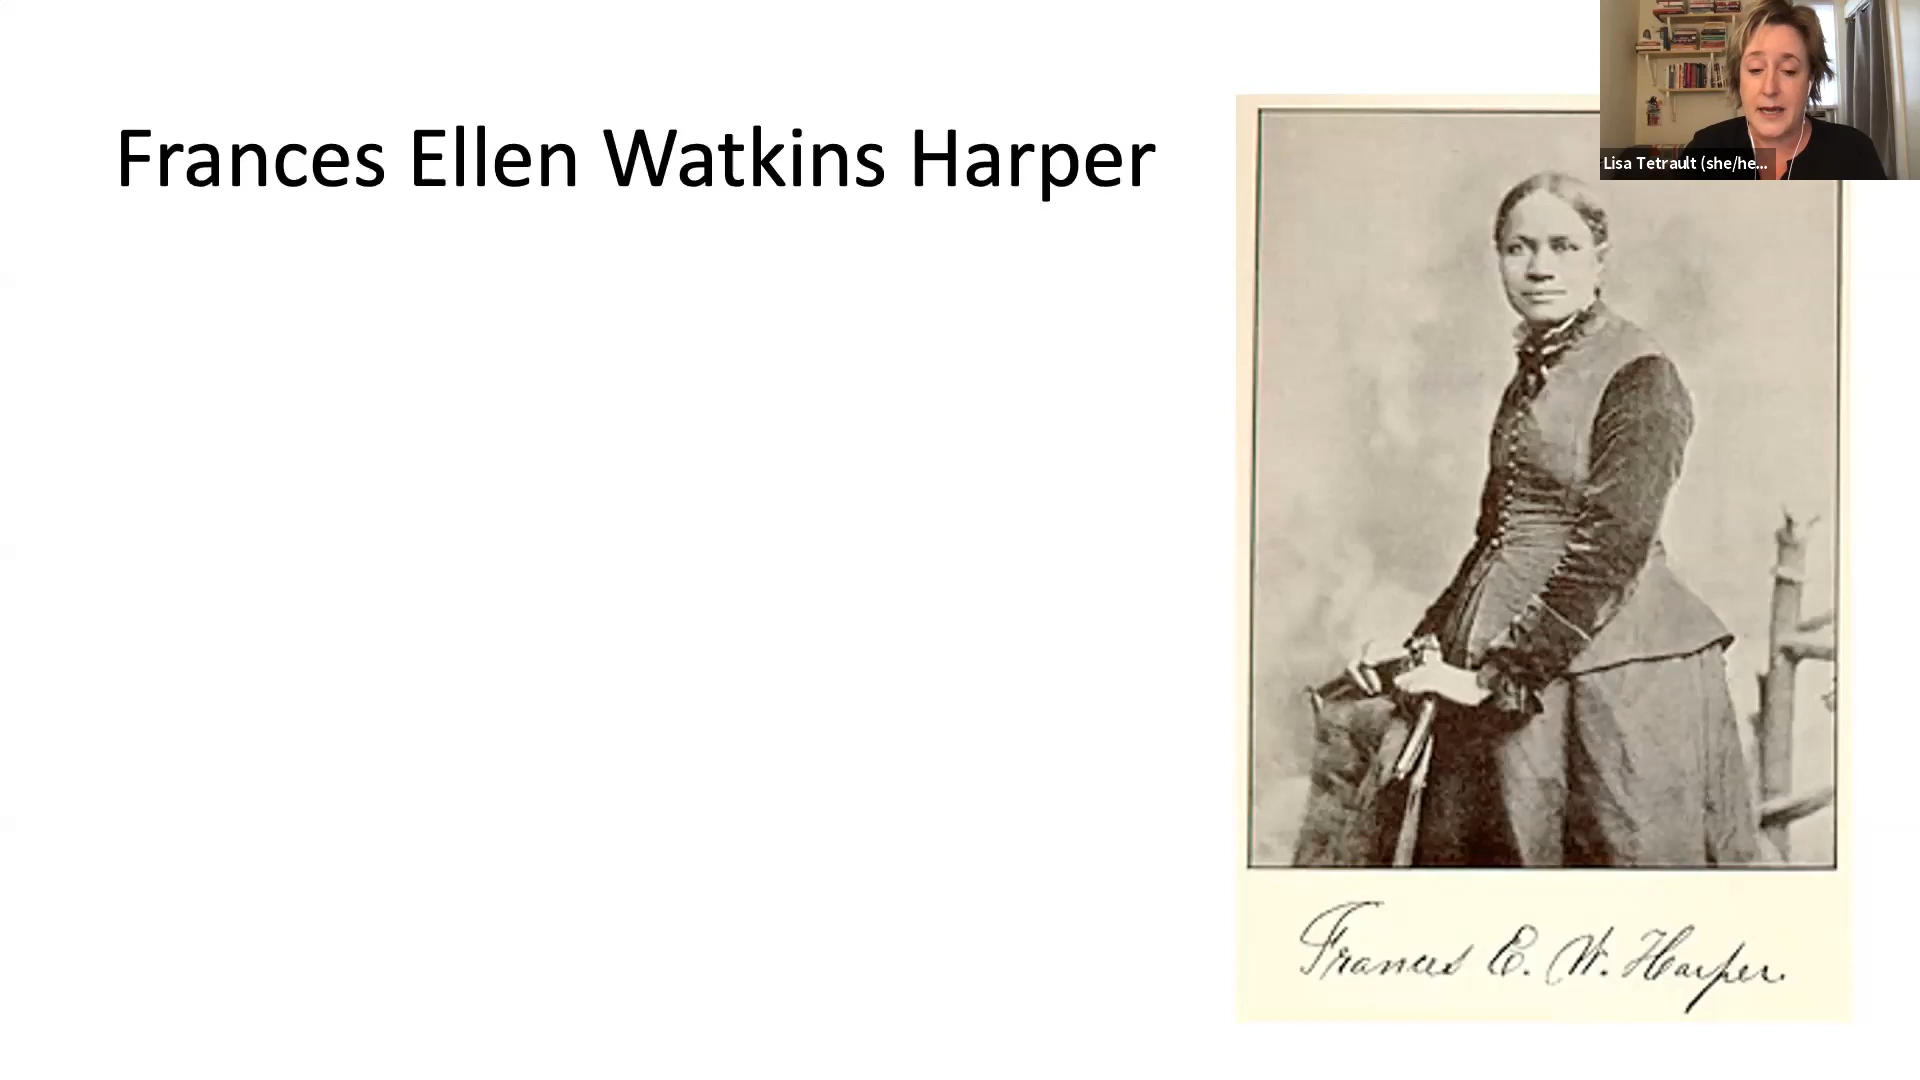 Frances Ellen Watkins Harper
Lisa Tetrault (she/he...
Frances E. W. Harper.